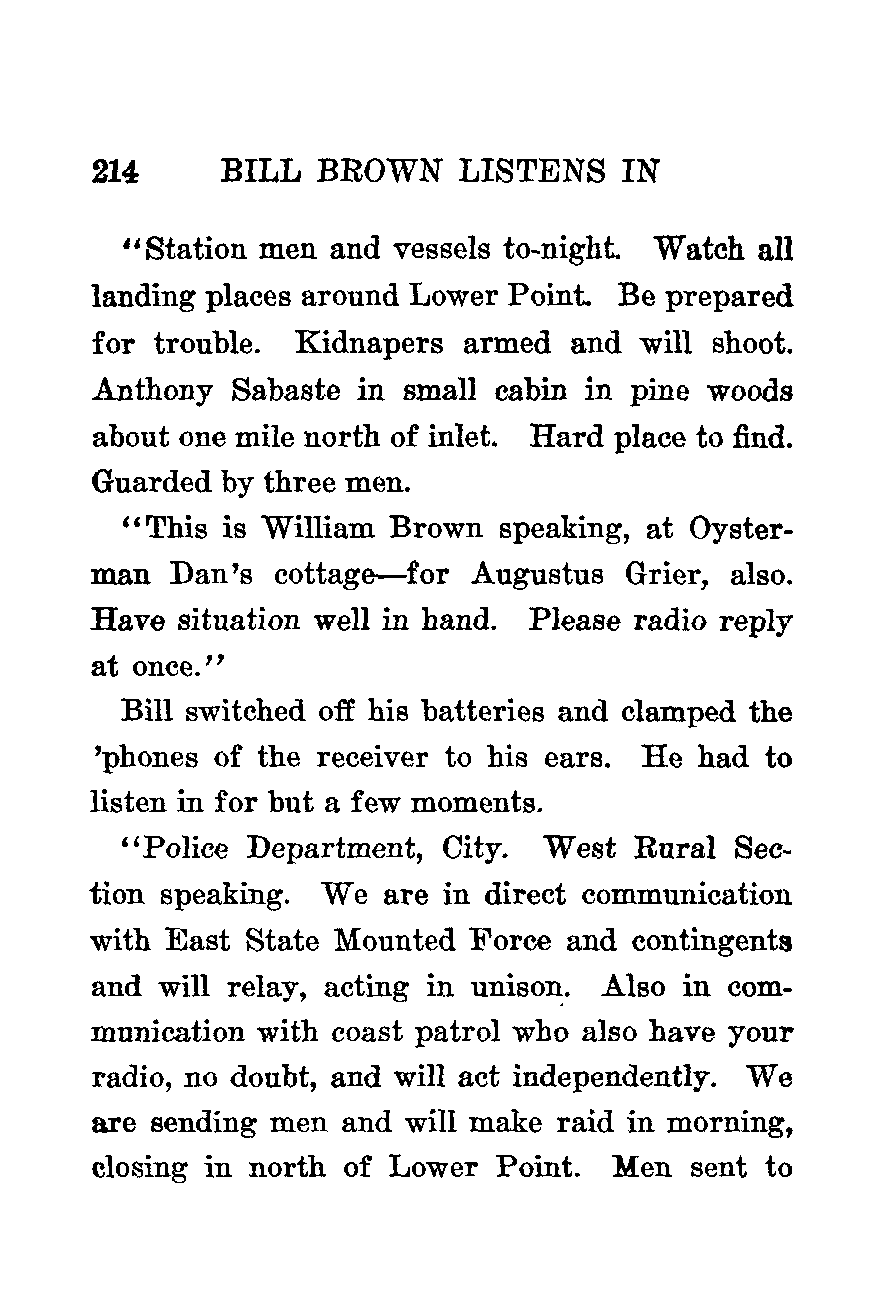 214 BILL BROWN LISTENS IN
“Station men and vessels to-night. Watch all
landing places around Lower Point. Be prepared
for trouble. Kidnapers armed and will shoot.
Anthony Sabaste in small cabin in pine woods
about one mile north of inlet. Hard place to find.
Guarded by three men.
“This is William Brown speaking, at Oyster-
man Dan’s cottage—for Augustus Grier, also.
Have situation well in hand. Please radio reply
at once.”
Bill switched off his batteries and clamped the
’phones of the receiver to his ears. He had to
listen in for but a few moments.
“Police Department, City. West Rural Sec-
tion speaking. We are in direct communication
with East State Mounted Force and contingents
and will relay, acting in unison. Also in com-
munication with coast patrol who also have your
radio, no doubt, and will act independently. We
are sending men and will make raid in morning,
closing in north of Lower Point. Men sent to